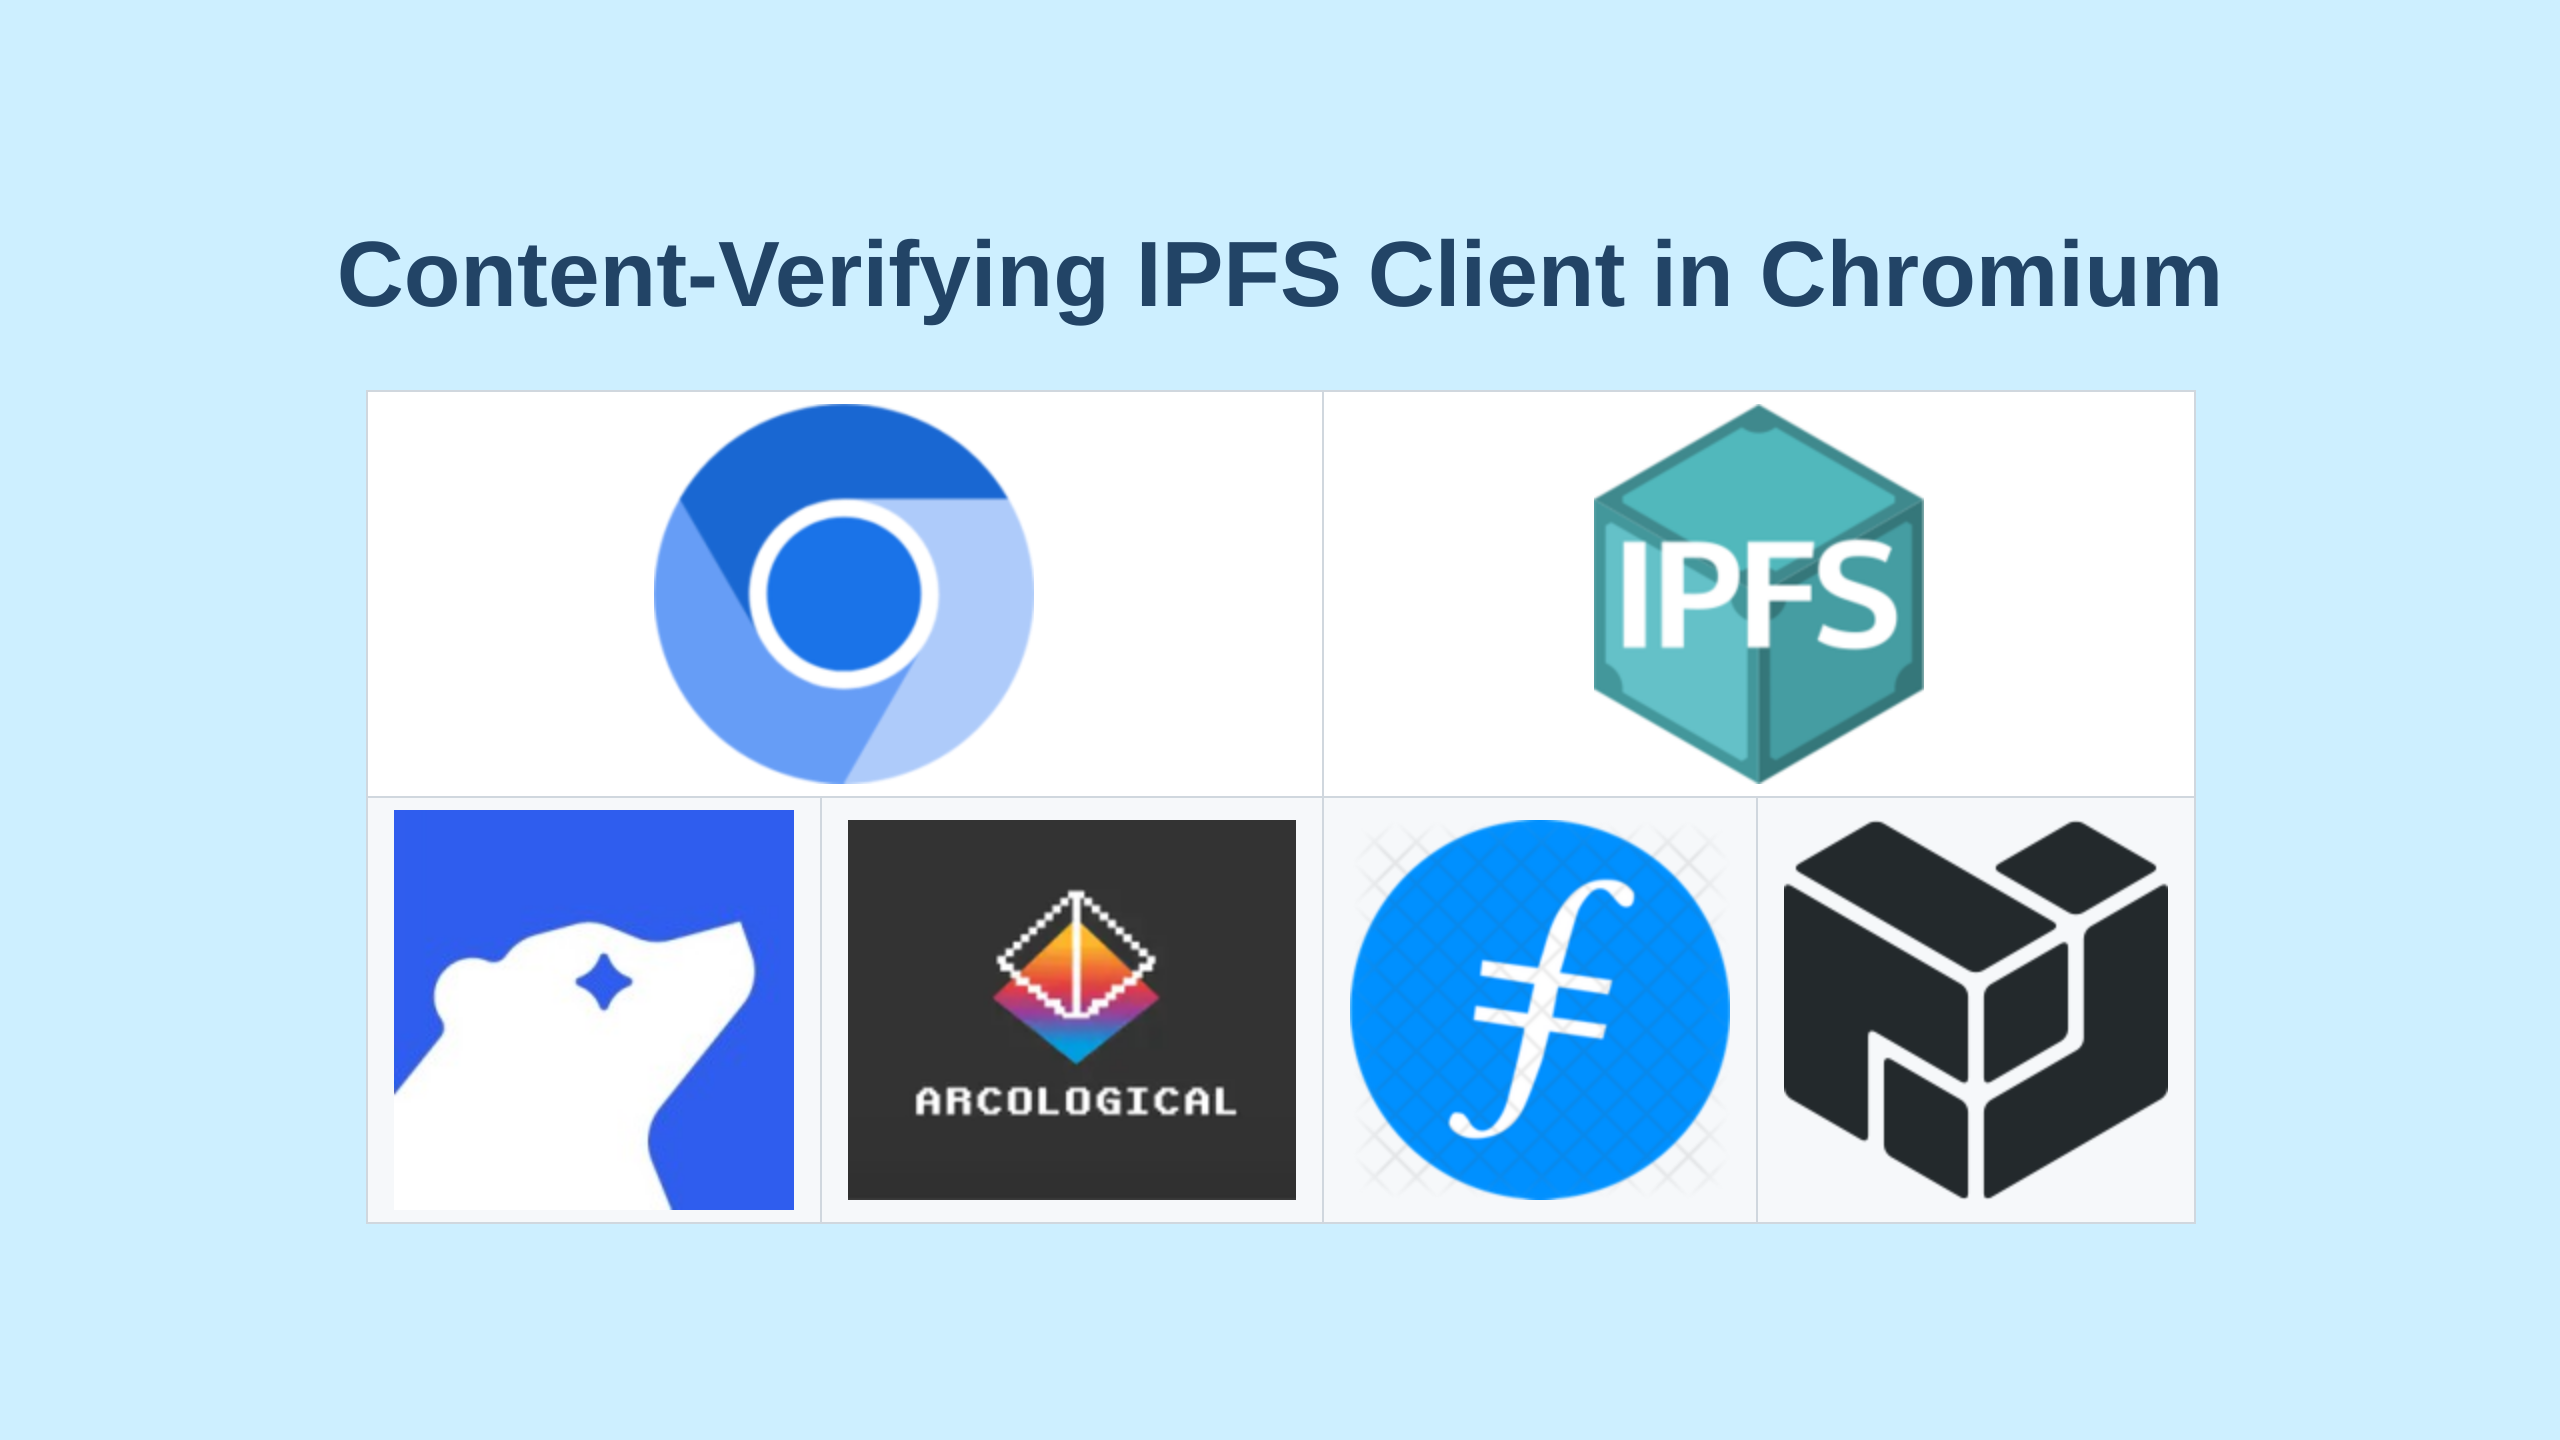 Content-Verifying IPFS Client in Chromium
IPFS
ARCOLOGICAL